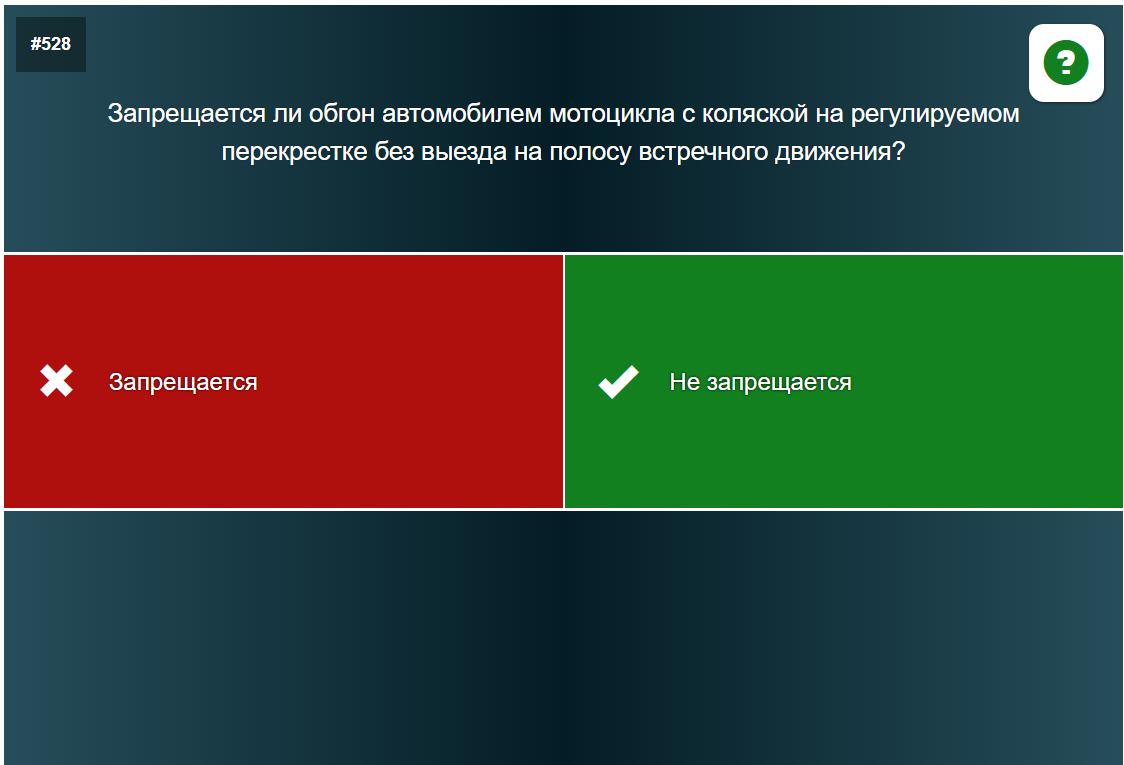 #528
?
Запрещается ли обгон автомобилем мотоцикла с коляской на регулируемом
перекрестке без выезда на полосу встречного движения?
Запрещается
Не запрещается